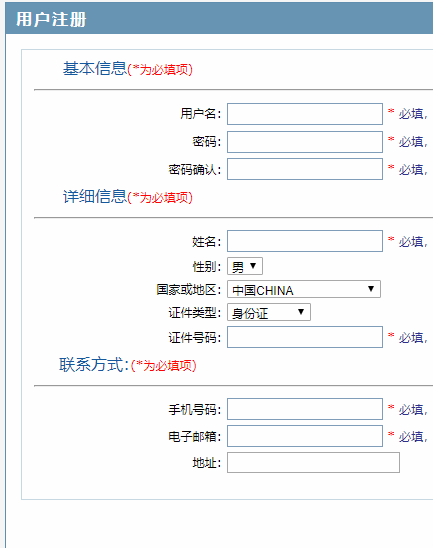 用户注册
基本信息(*为必填项)
用户名: * 必填,
密码: * 必填,
密码确认: * 必填,
详细信息(*为必填项)
姓名: * 必填,
性别: 男
国家或地区: 中国CHINA
证件类型: 身份证
证件号码: * 必填,
联系方式:(*为必填项)
手机号码: * 必填,
电子邮箱: * 必填,
地址: